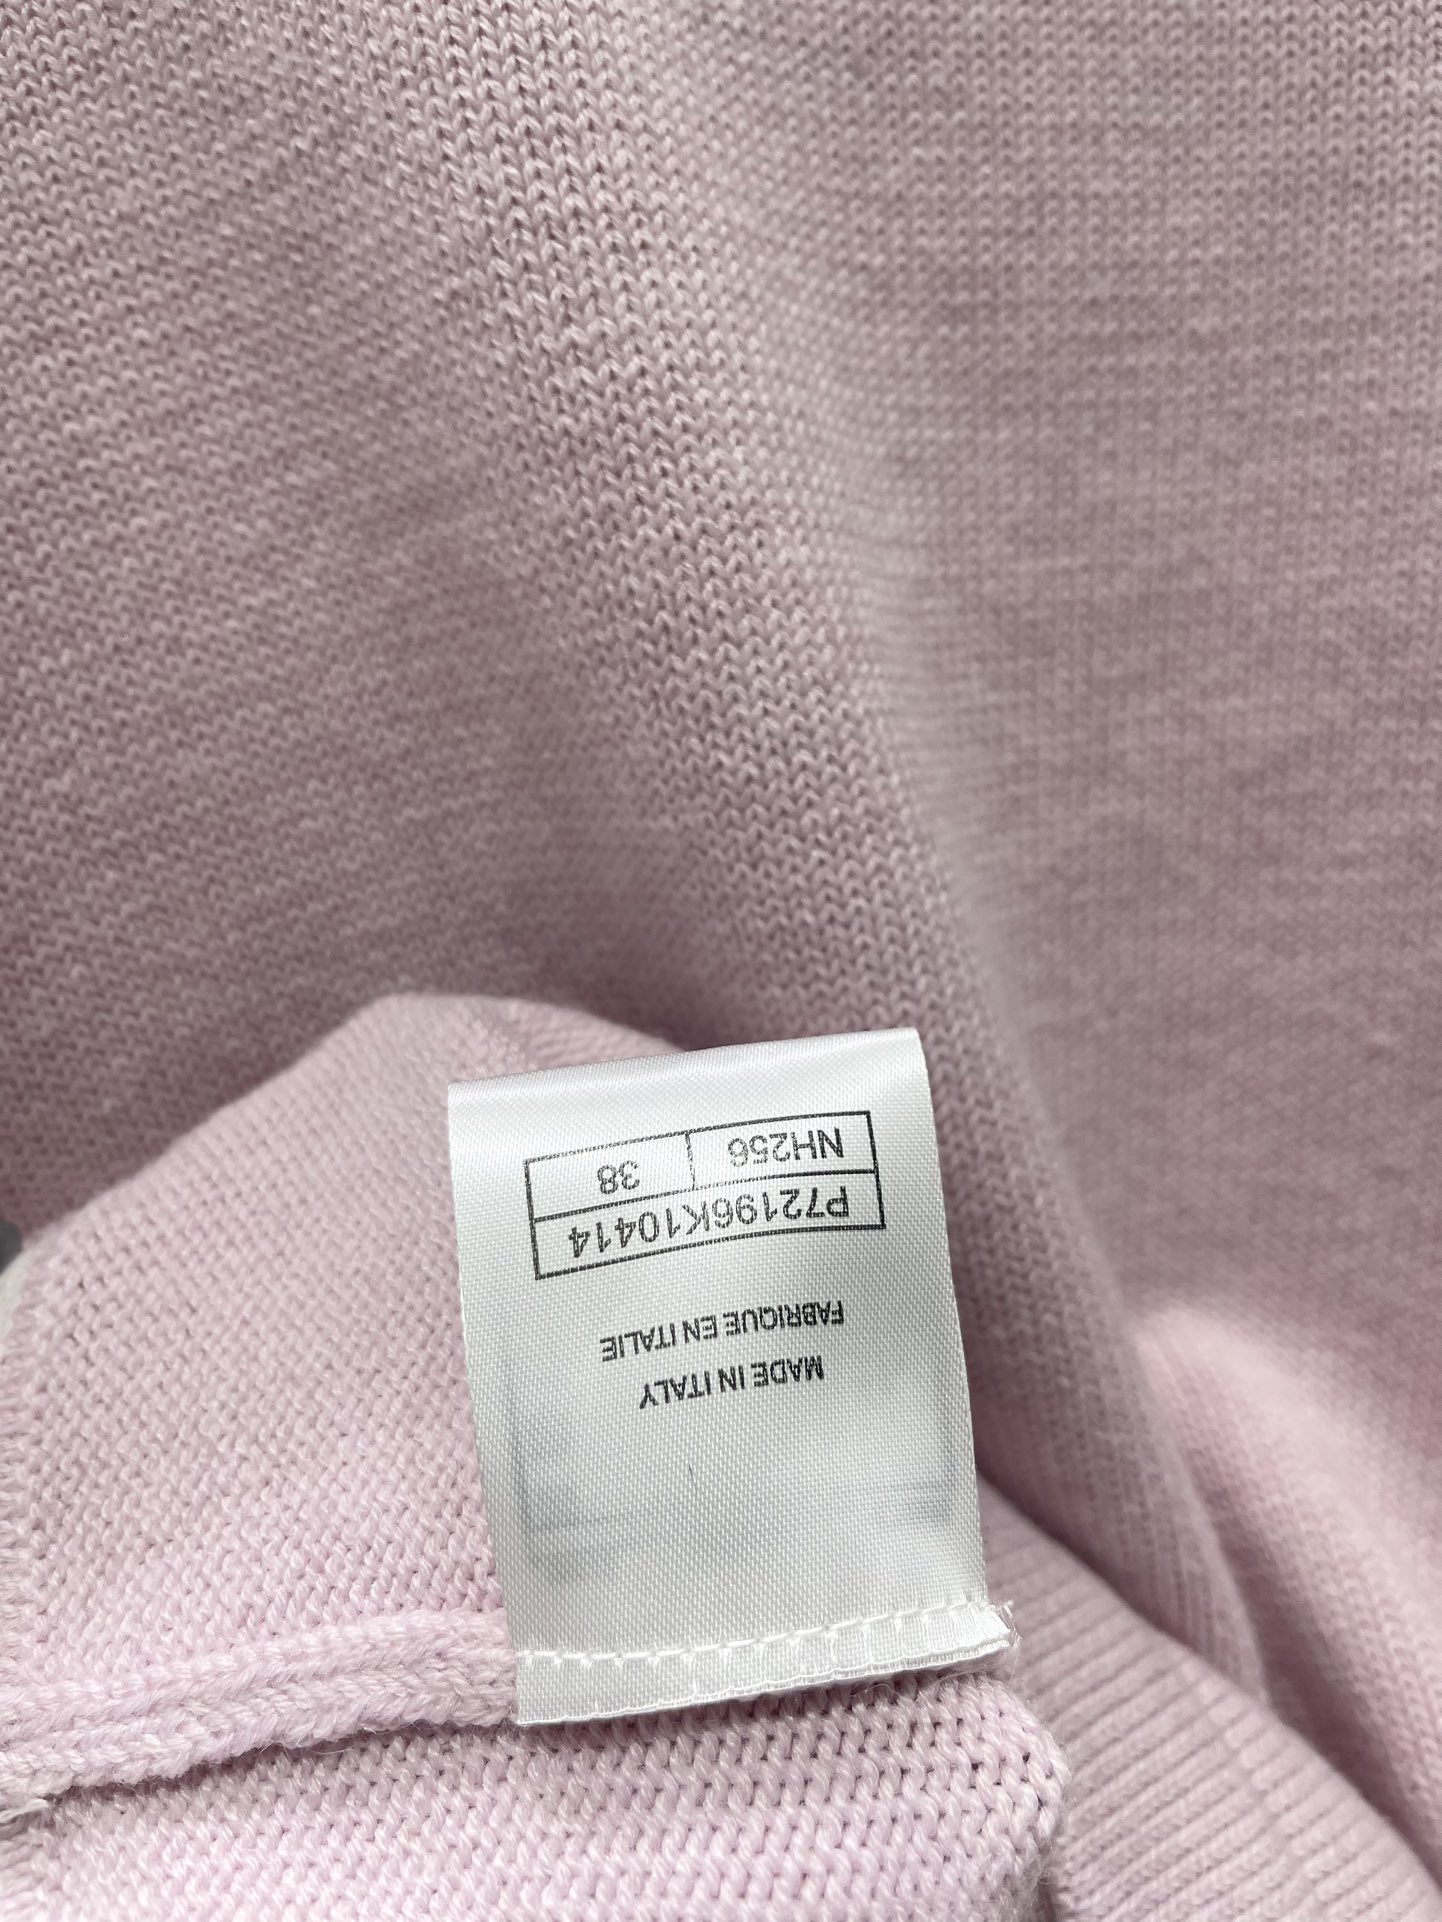 MADE IN ITALY
FABRIQUE EN ITALIE
P72196K10414
NH256 38